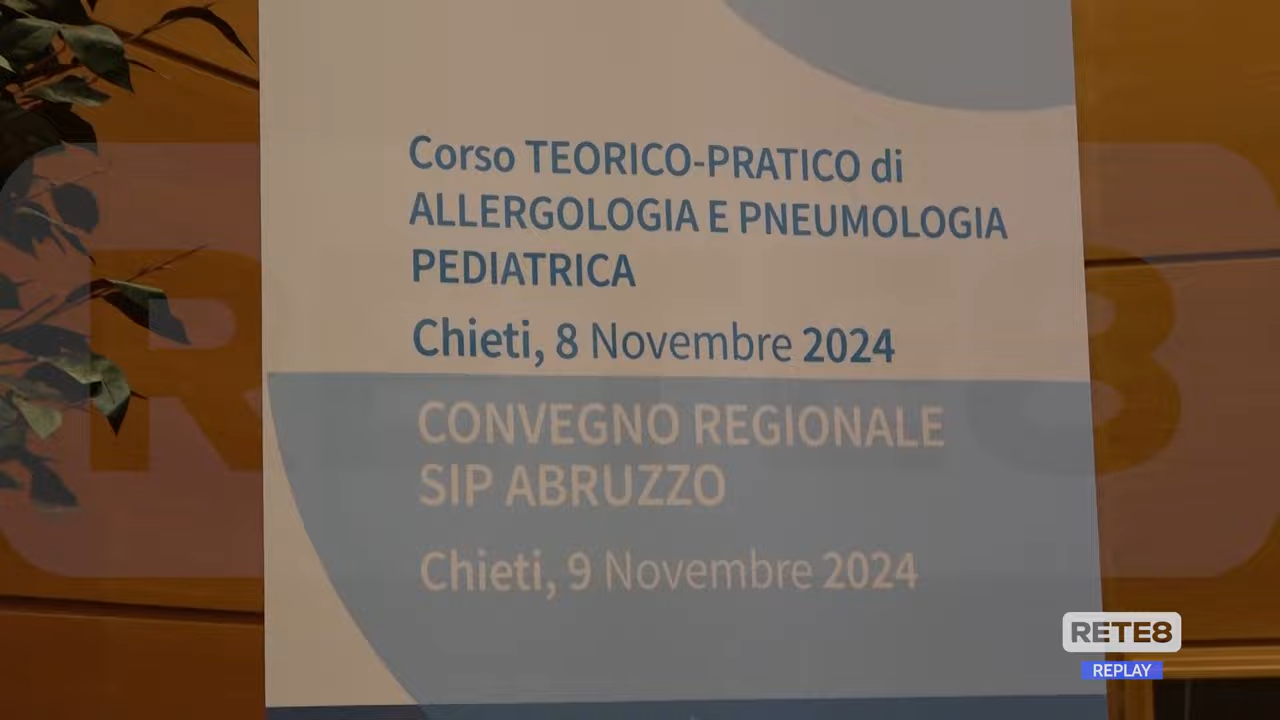 Corso TEORICO-PRATICO di
ALLERGOLOGIA E PNEUMOLOGIA
PEDIATRICA
Chieti, 8 Novembre 2024
CONVEGNO REGIONALE
SIP ABRUZZO
Chieti, 9 Novembre 2024
RETE8
REPLAY